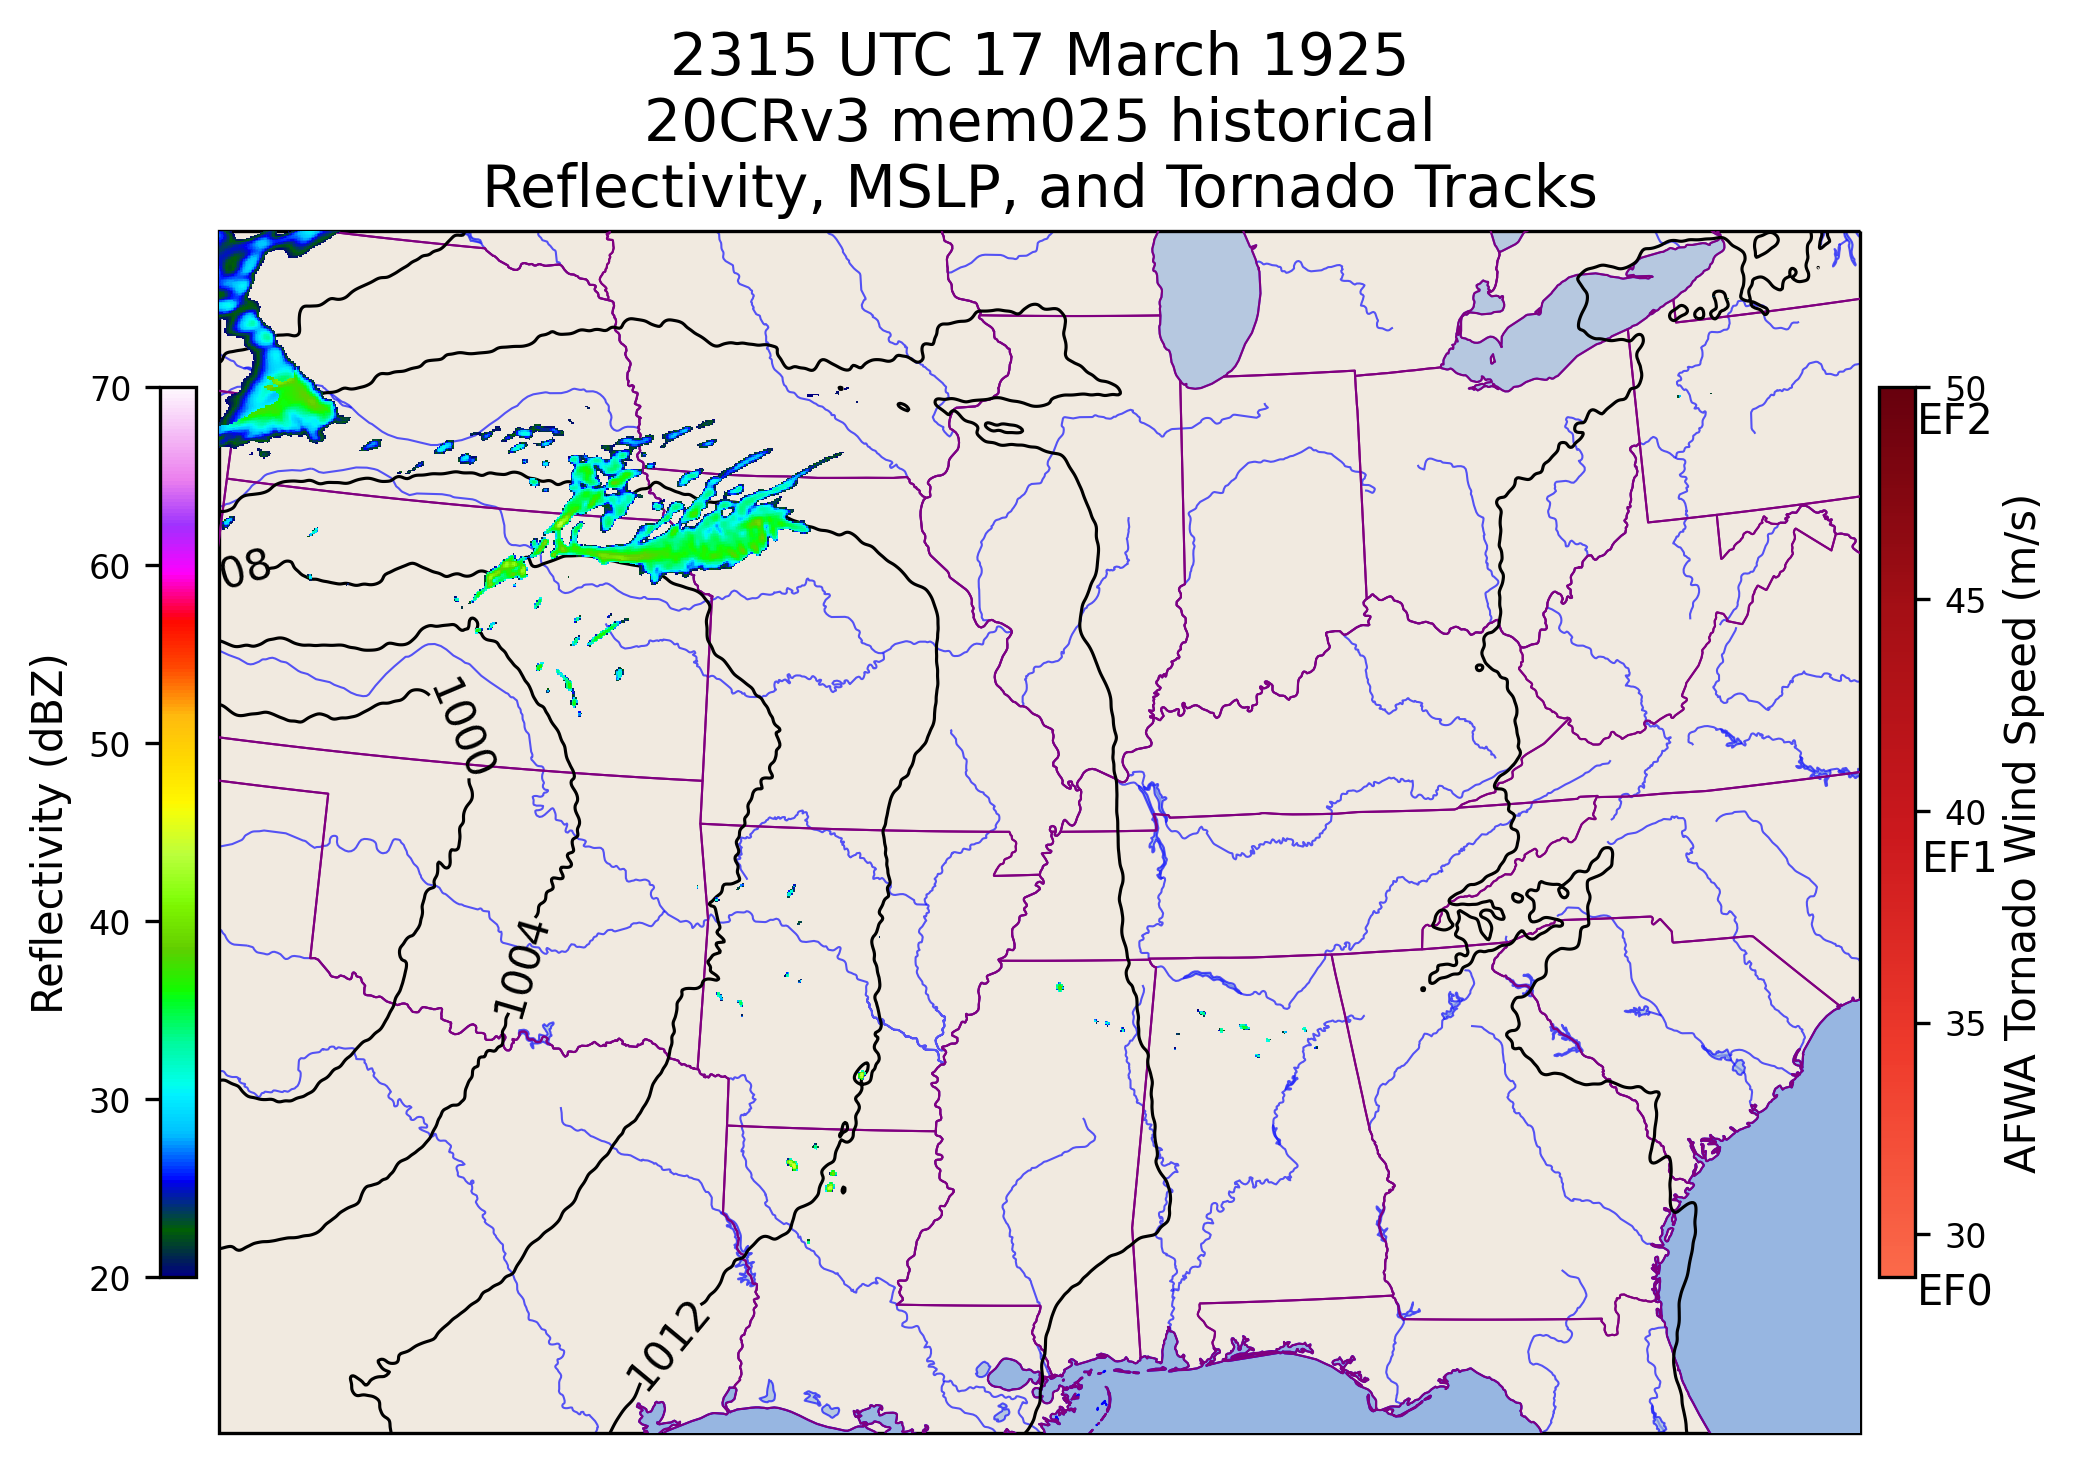 2315 UTC 17 March 1925
20CRv3 mem025 historical
Reflectivity, MSLP, and Tornado Tracks
70
60
50
40
30
20
Reflectivity (dBZ)
08
1000
1004
1012
50
EF2
45
40
EF1
35
30
EF0
AFWA Tornado Wind Speed (m/s)